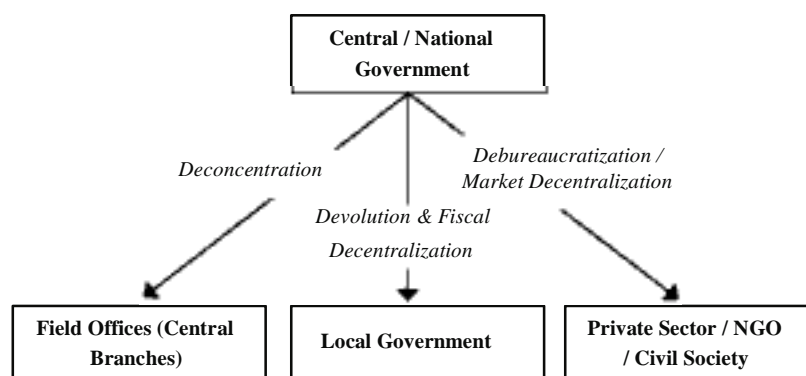 Central / National
Government
Deconcentration
Debureaucratization /
Market Decentralization
Devolution & Fiscal
Decentralization
Field Offices (Central
Branches)
Local Government
Private Sector / NGO
/ Civil Society